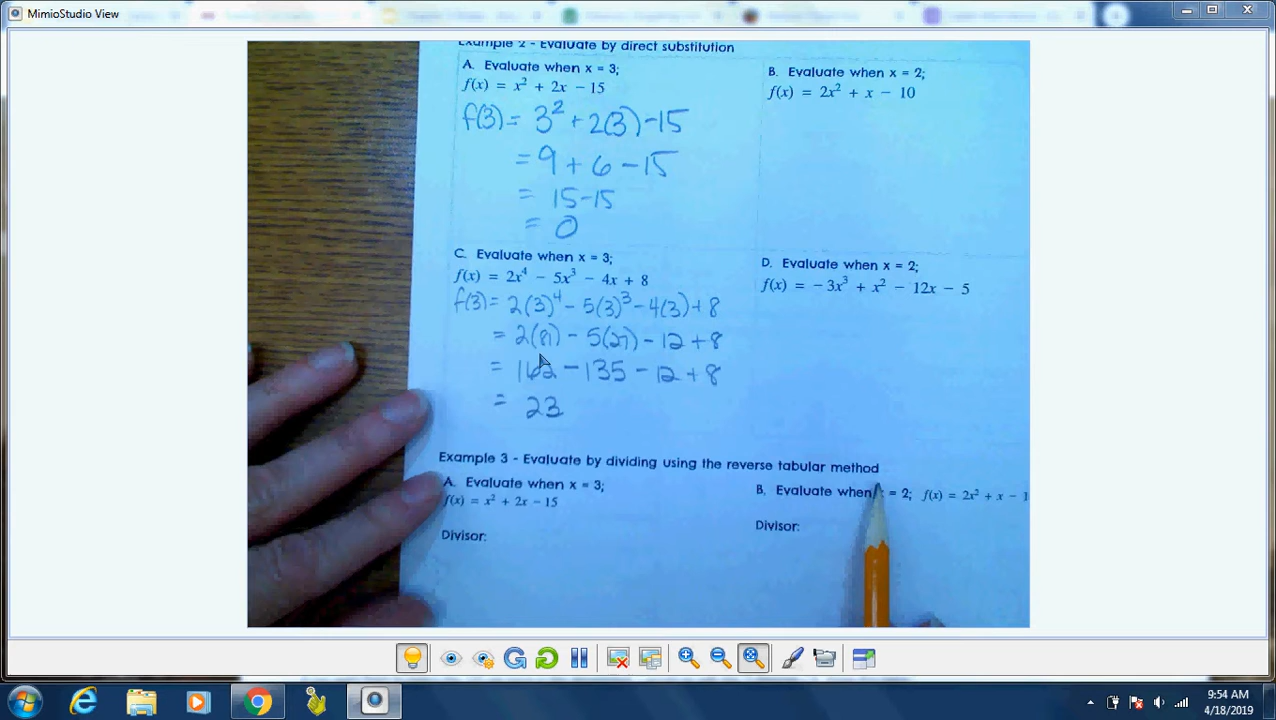 MimioStudio View
Example 2 - Evaluate by direct substitution
A. Evaluate when x = 3;
f(x) = x² + 2x − 15
f(3) = 3² + 2(3) − 15
= 9 + 6 − 15
= 15 − 15
= 0
B. Evaluate when x = 2;
f(x) = 2x² + x − 10
C. Evaluate when x = 3;
f(x) = 2x⁴ − 5x³ − 4x + 8
f(3) = 2(3)⁴ − 5(3)³ − 4(3) + 8
= 2(81) − 5(27) − 12 + 8
= 162 − 135 − 12 + 8
= 23
D. Evaluate when x = 2;
f(x) = − 3x³ + x² − 12x − 5
Example 3 - Evaluate by dividing using the reverse tabular method
A. Evaluate when x = 3;
f(x) = x² + 2x − 15
Divisor:
B. Evaluate when = 2; f(x) = 2x² + x − 1
Divisor:
9:54 AM
4/18/2019